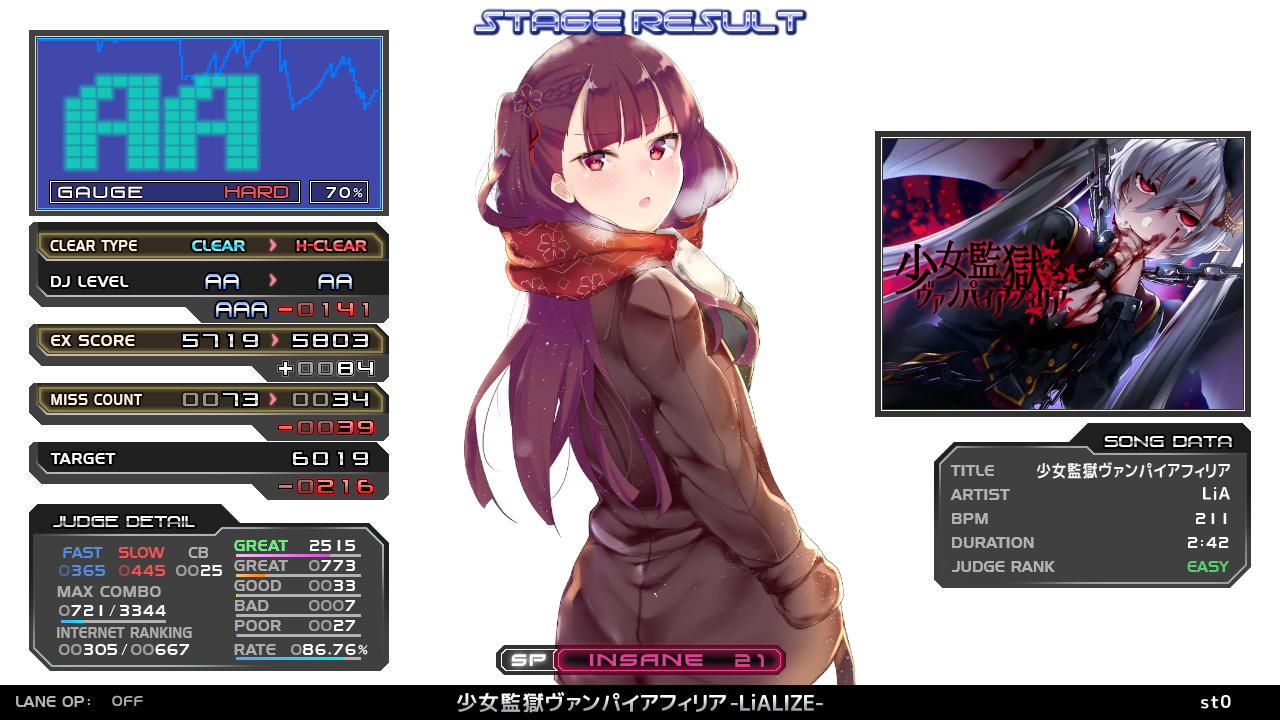 STAGE RESULT
AA
GAUGE HARD 70%
CLEAR TYPE CLEAR H-CLEAR
DJ LEVEL AA AA
AAA -0141
EX SCORE 5719 5803
+0084
MISS COUNT 0073 0034
-0039
TARGET 6019
-0216
JUDGE DETAIL
FAST SLOW CB
0365 0445 0025
MAX COMBO
0721/3344
INTERNET RANKING
00305/00667
GREAT 2515
GREAT 0773
GOOD 0033
BAD 0007
POOR 0027
RATE 086.76%
少女監獄
ヴァンパイアフィリア
SONG DATA
TITLE 少女監獄ヴァンパイアフィリア
ARTIST LiA
BPM 211
DURATION 2:42
JUDGE RANK EASY
SP INSANE 21
LANE OP: OFF
少女監獄ヴァンパイアフィリア -LiALIZE-
st0